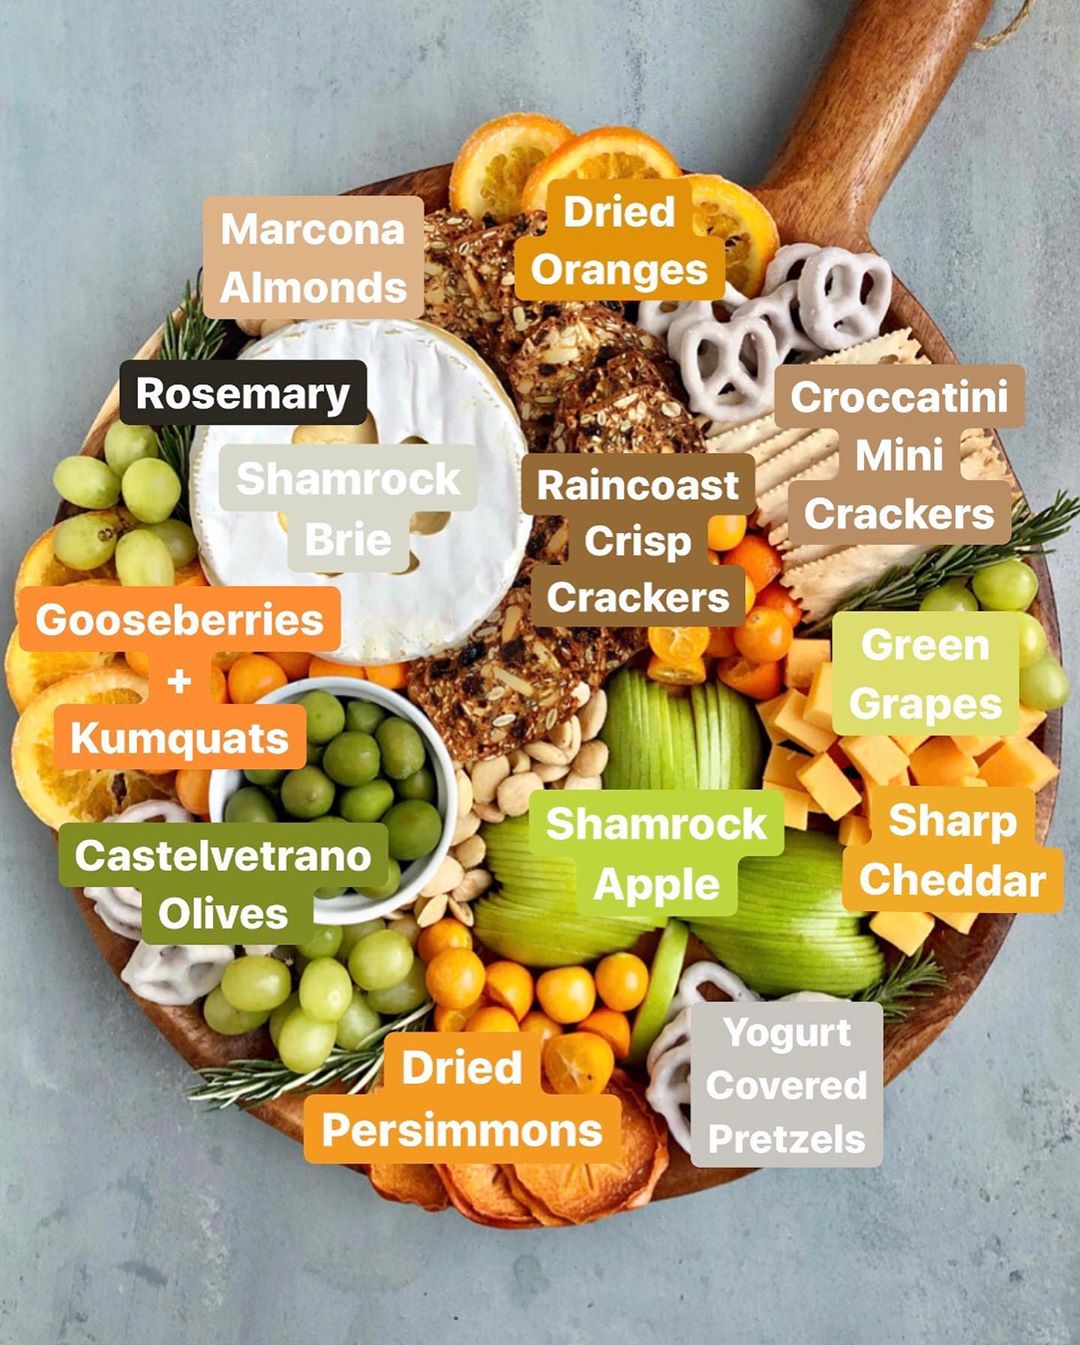 Marcona
Almonds
Dried
Oranges
Rosemary
Croccatini
Mini
Crackers
Shamrock
Brie
Raincoast
Crisp
Crackers
Gooseberries
+
Kumquats
Green
Grapes
Castelvetrano
Olives
Shamrock
Apple
Sharp
Cheddar
Dried
Persimmons
Yogurt
Covered
Pretzels